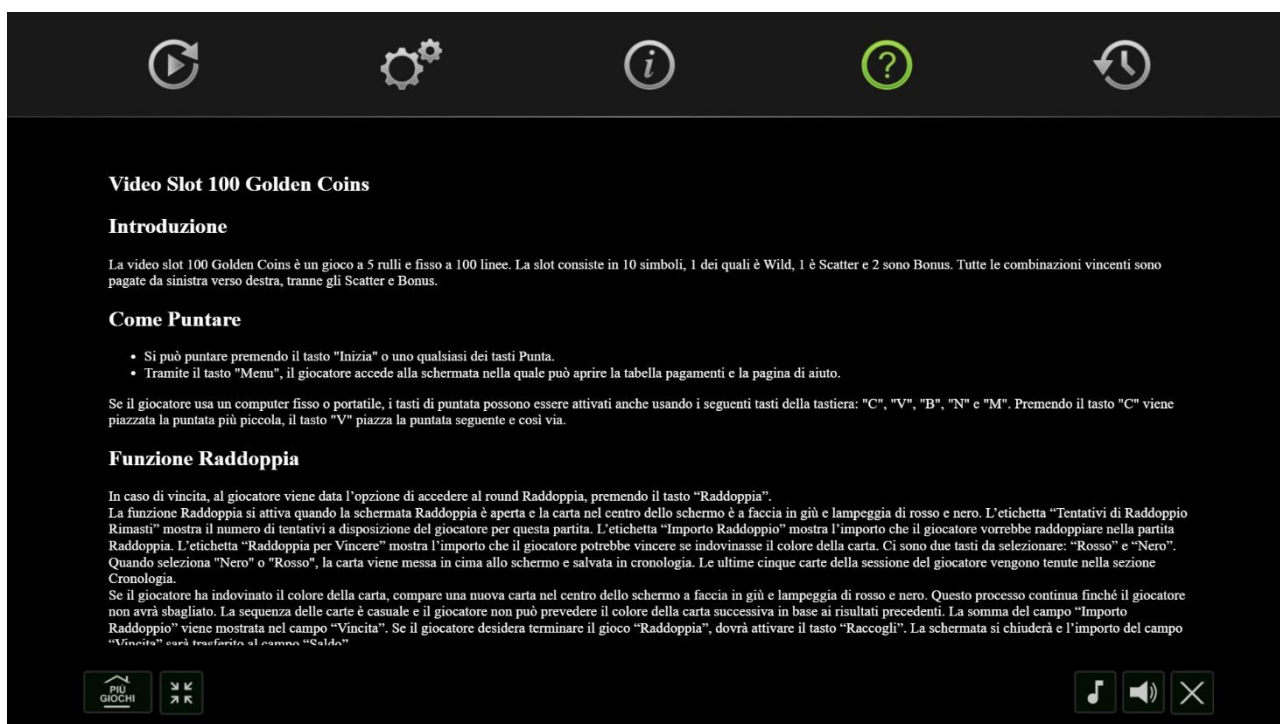 Video Slot 100 Golden Coins
Introduzione
La video slot 100 Golden Coins è un gioco a 5 rulli e fisso a 100 linee. La slot consiste in 10 simboli, 1 dei quali è Wild, 1 è Scatter e 2 sono Bonus. Tutte le combinazioni vincenti sono
pagate da sinistra verso destra, tranne gli Scatter e Bonus.
Come Puntare
• Si può puntare premendo il tasto "Inizia" o uno qualsiasi dei tasti Punta.
• Tramite il tasto "Menu", il giocatore accede alla schermata nella quale può aprire la tabella pagamenti e la pagina di aiuto.
Se il giocatore usa un computer fisso o portatile, i tasti di puntata possono essere attivati anche usando i seguenti tasti della tastiera: "C", "V", "B", "N" e "M". Premendo il tasto "C" viene
piazzata la puntata più piccola, il tasto "V" piazza la puntata seguente e così via.
Funzione Raddoppia
In caso di vincita, al giocatore viene data l’opzione di accedere al round Raddoppia, premendo il tasto “Raddoppia”.
La funzione Raddoppia si attiva quando la schermata Raddoppia è aperta e la carta nel centro dello schermo è a faccia in giù e lampeggia di rosso e nero. L’etichetta “Tentativi di Raddoppio
Rimasti” mostra il numero di tentativi a disposizione del giocatore per questa partita. L’etichetta “Importo Raddoppio” mostra l’importo che il giocatore vorrebbe raddoppiare nella partita
Raddoppia. L’etichetta “Raddoppia per Vincere” mostra l’importo che il giocatore potrebbe vincere se indovinasse il colore della carta. Ci sono due tasti da selezionare: “Rosso” e “Nero”.
Quando seleziona "Nero" o "Rosso", la carta viene messa in cima allo schermo e salvata in cronologia. Le ultime cinque carte della sessione del giocatore vengono tenute nella sezione
Cronologia.
Se il giocatore ha indovinato il colore della carta, compare una nuova carta nel centro dello schermo a faccia in giù e lampeggia di rosso e nero. Questo processo continua finché il giocatore
non avrà sbagliato. La sequenza delle carte è casuale e il giocatore non può prevedere il colore della carta successiva in base ai risultati precedenti. La somma del campo “Importo
Raddoppio” viene mostrata nel campo “Vincita”. Se il giocatore desidera terminare il gioco “Raddoppia”, dovrà attivare il tasto “Raccogli”. La schermata si chiuderà e l’importo del campo
“Vincita” sarà trasferito al campo “Saldo”
PIÙ
GIOCHI